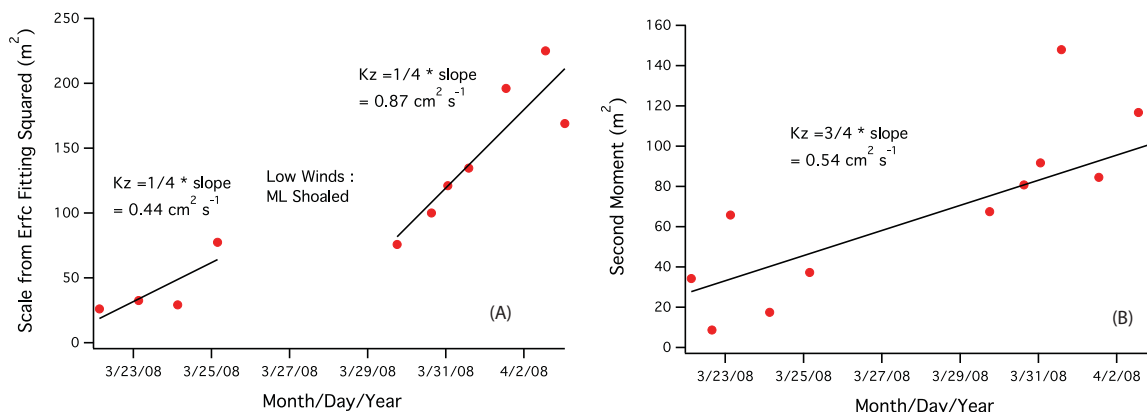 Scale from Erfc Fitting Squared (m²)
250
200
150
100
50
0
Kz =1/4 * slope
= 0.87 cm² s⁻¹
Kz =1/4 * slope
= 0.44 cm² s⁻¹
Low Winds :
ML Shoaled
(A)
3/23/08 3/25/08 3/27/08 3/29/08 3/31/08 4/2/08
Month/Day/Year
Second Moment (m²)
160
140
120
100
80
60
40
20
0
Kz =3/4 * slope
= 0.54 cm² s⁻¹
(B)
3/23/08 3/25/08 3/27/08 3/29/08 3/31/08 4/2/08
Month/Day/Year